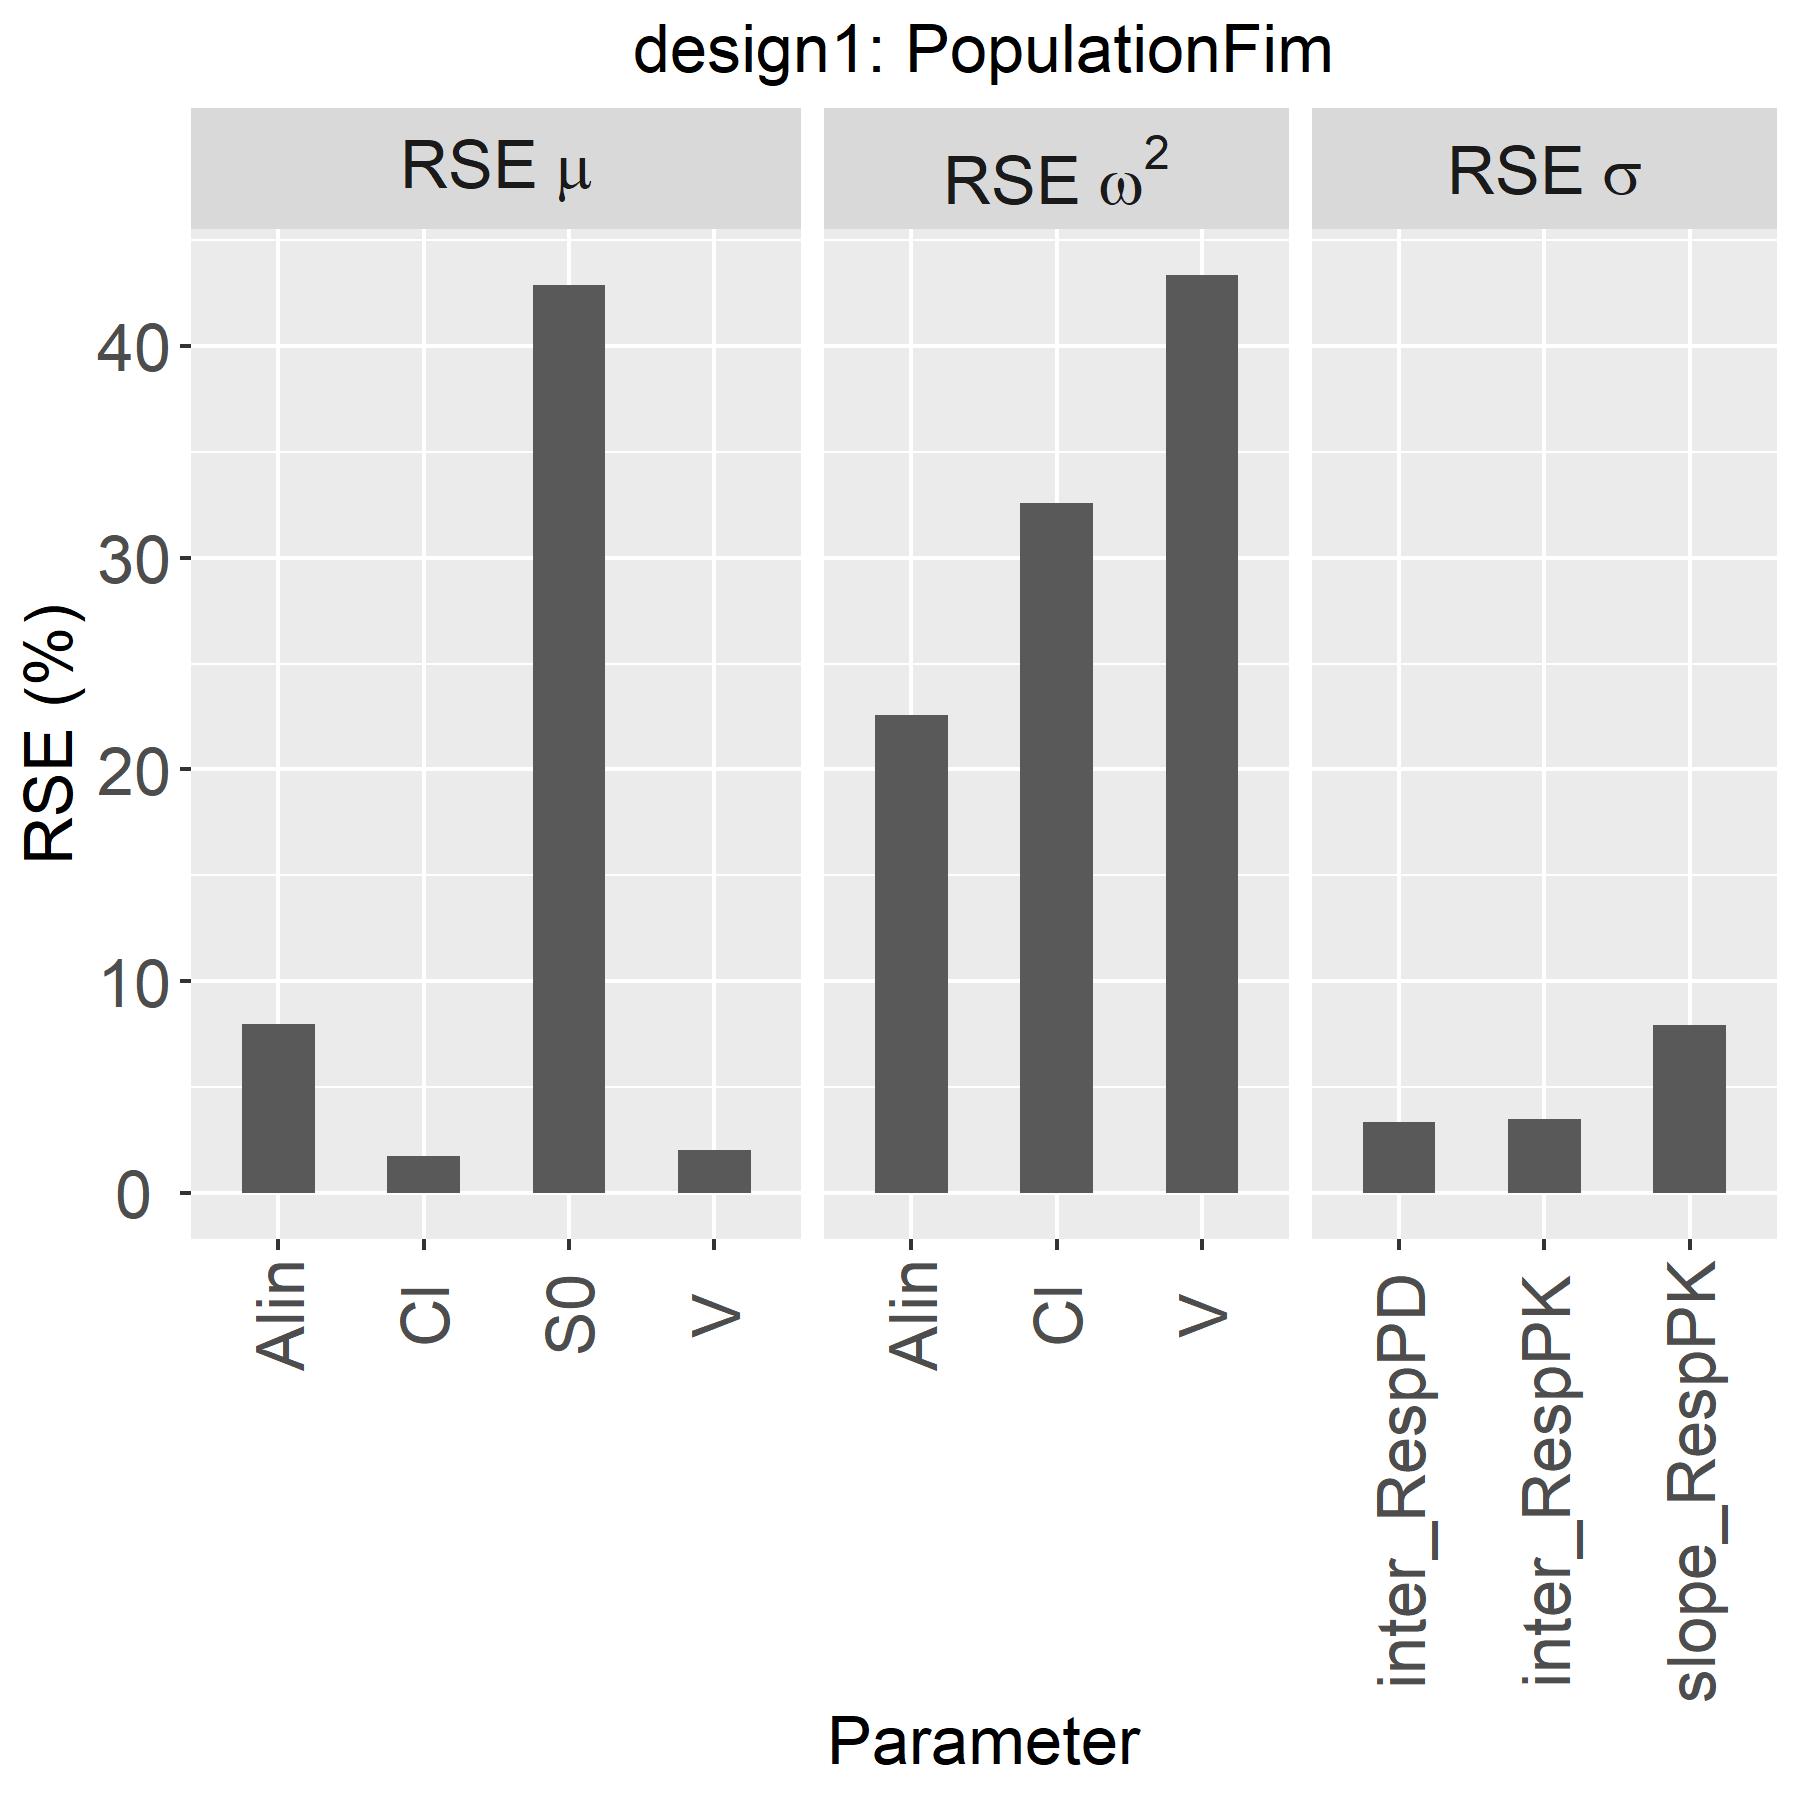 design1: PopulationFim
RSE μ
RSE ω²
RSE σ
RSE (%)
40
30
20
10
0
Alin
Cl
S0
V
Alin
Cl
V
inter_RespPD
inter_RespPK
slope_RespPK
Parameter